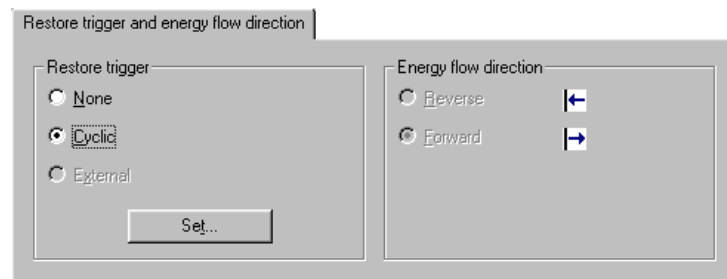 Restore trigger and energy flow direction
Restore trigger
None
Cyclic
External
Set...
Energy flow direction
Reverse
Forward